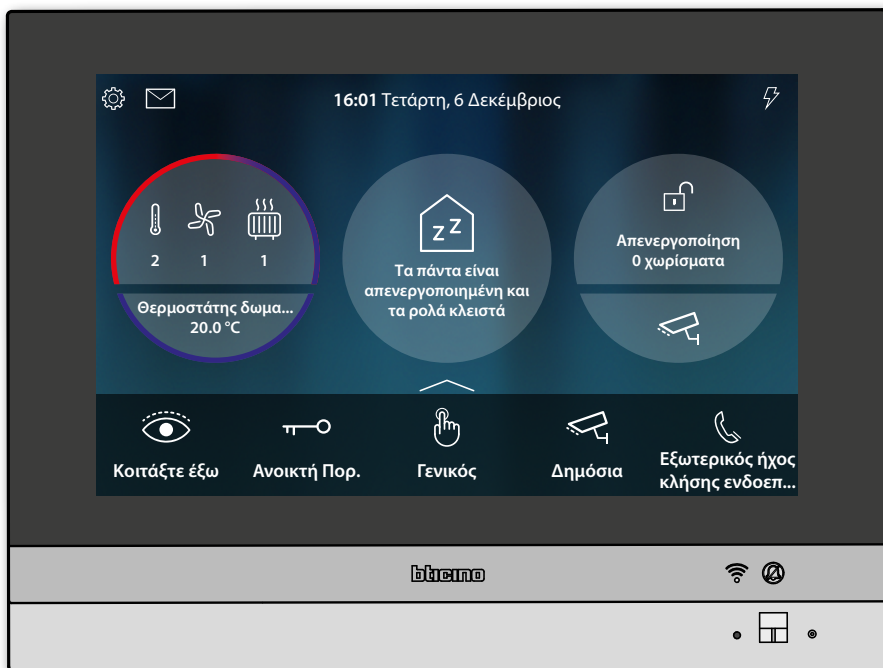 16:01 Τετάρτη, 6 Δεκέμβριος
2 1 1
Θερμοστάτης δωμα...
20.0 °C
Τα πάντα είναι
απενεργοποιημένη και
τα ρολά κλειστά
Απενεργοποίηση
0 χωρίσματα
Κοιτάξτε έξω
Ανοικτή Πορ.
Γενικός
Δημόσια
Εξωτερικός ήχος
κλήσης ενδοεπ...
bticino